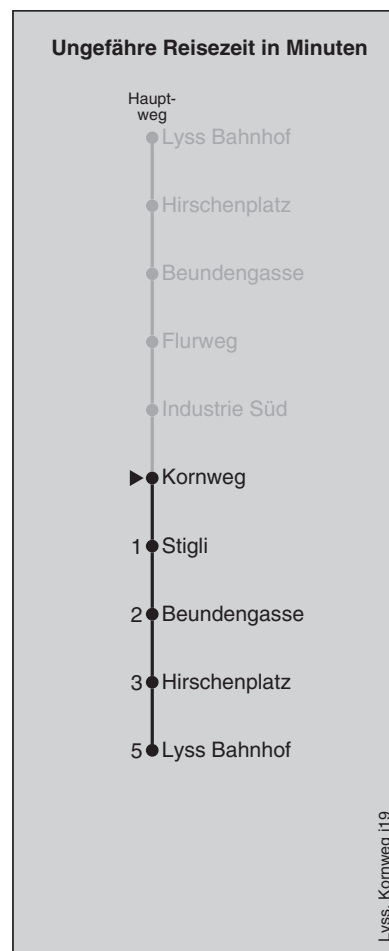 Ungefähre Reisezeit in Minuten
Haupt-
weg
Lyss Bahnhof
Hirschenplatz
Beundengasse
Flurweg
Industrie Süd
Kornweg
1 Stigli
2 Beundengasse
3 Hirschenplatz
5 Lyss Bahnhof
Lyss, Kornweg j19